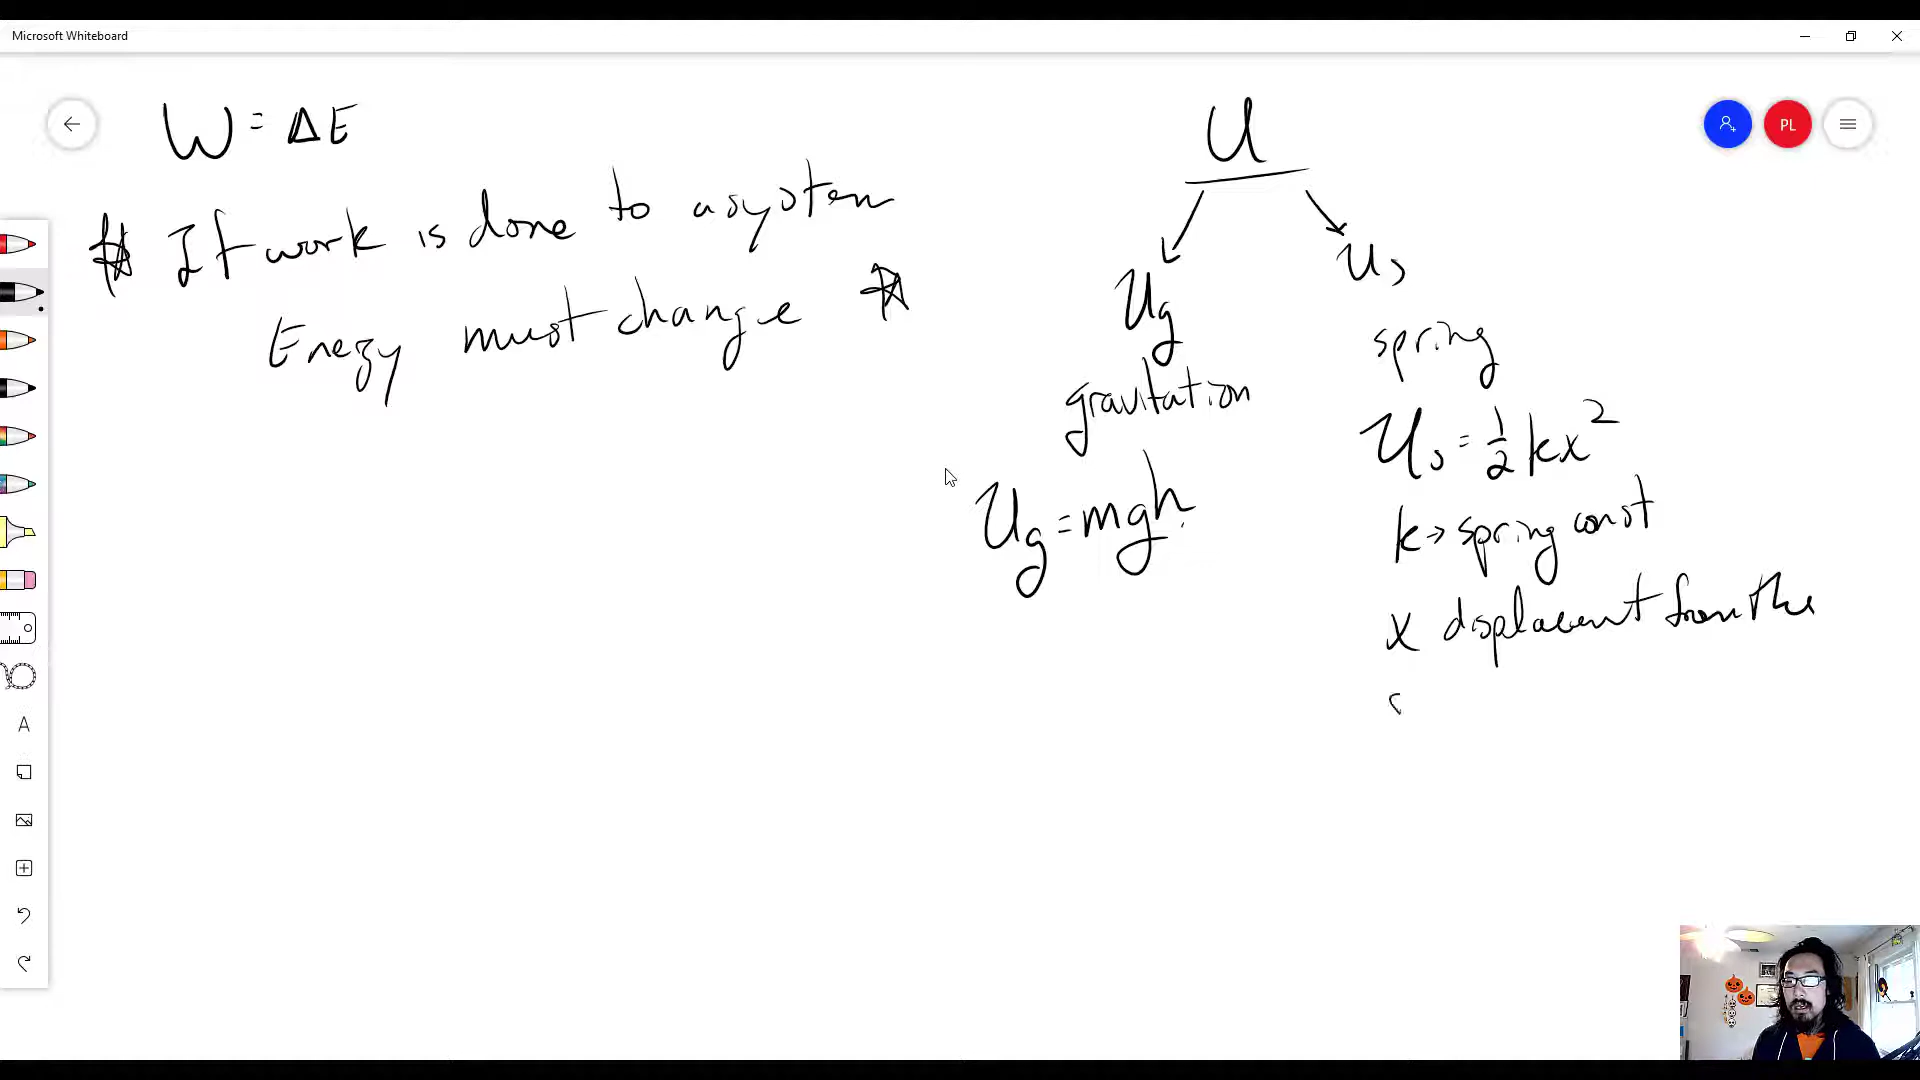 Microsoft Whiteboard
W = ΔE
If work is done to a system
Energy must change
U
Ug
gravitation
Ug = mgh
Us
spring
Us = 1/2 kx²
k → spring const
x displacement from the
PL
A